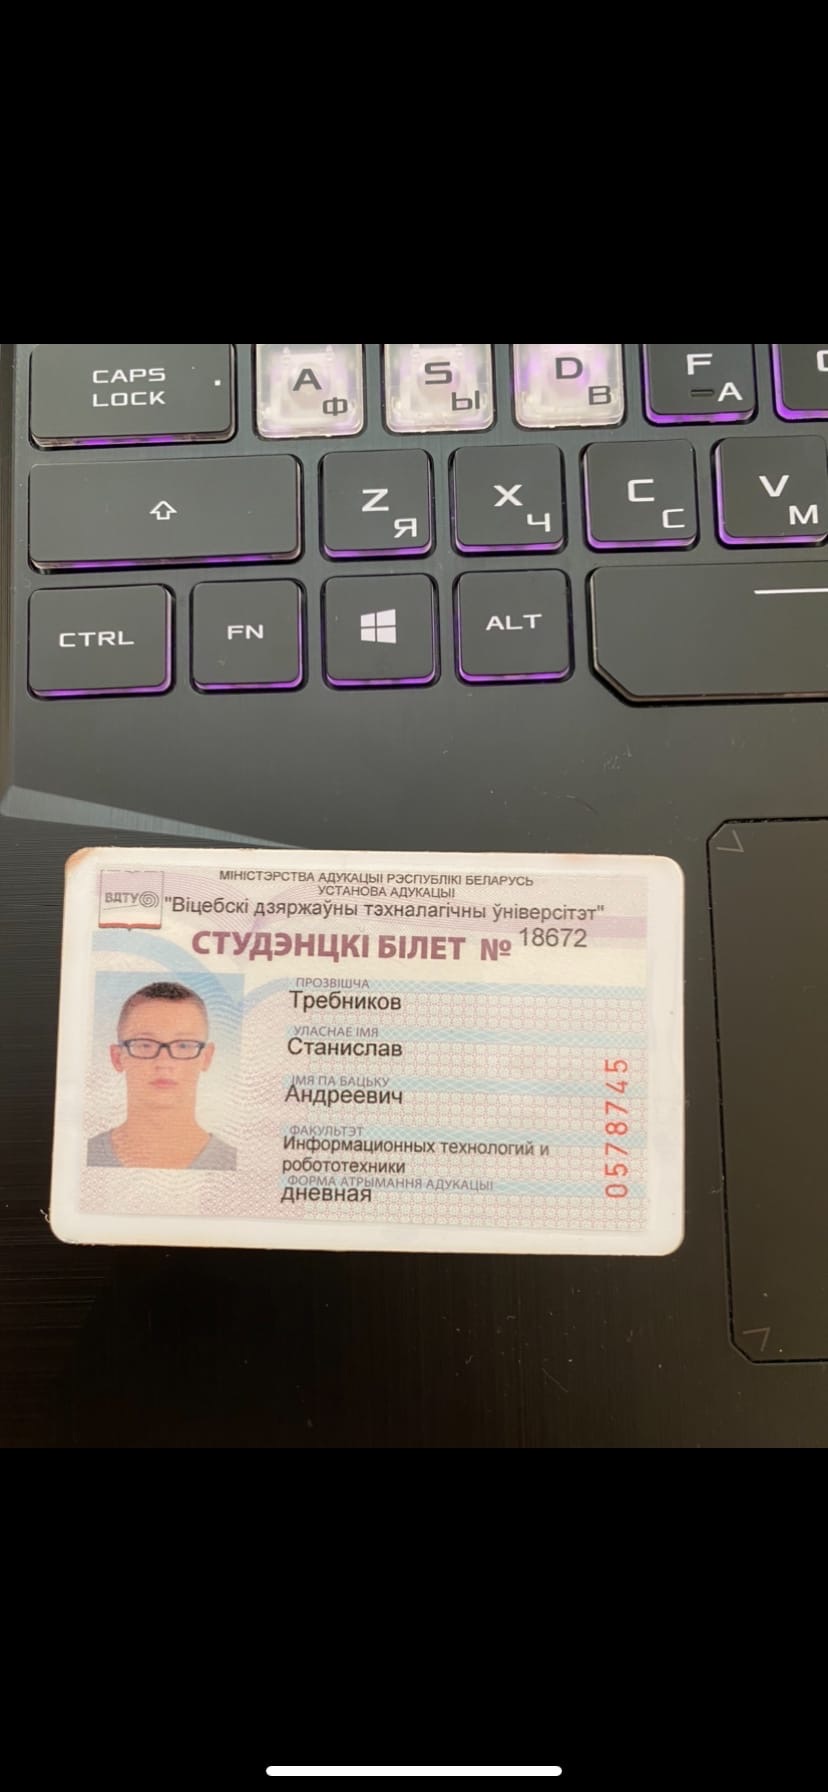 CAPS
LOCK
A
Ф
S
Ы
D
В
F
А
Z
Я
X
Ч
C
С
V
М
CTRL
FN
ALT
МІНІСТЭРСТВА АДУКАЦЫІ РЭСПУБЛІКІ БЕЛАРУСЬ
УСТАНОВА АДУКАЦЫІ
ВДТУ
"Віцебскі дзяржаўны тэхналагічны ўніверсітэт"
СТУДЭНЦКІ БІЛЕТ № 18672
ПРОЗВІШЧА
Требников
УЛАСНАЕ ІМЯ
Станислав
ІМЯ ПА БАЦЬКУ
Андреевич
ФАКУЛЬТЭТ
Информационных технологий и
робототехники
ФОРМА АТРЫМАННЯ АДУКАЦЫІ
дневная
0578745